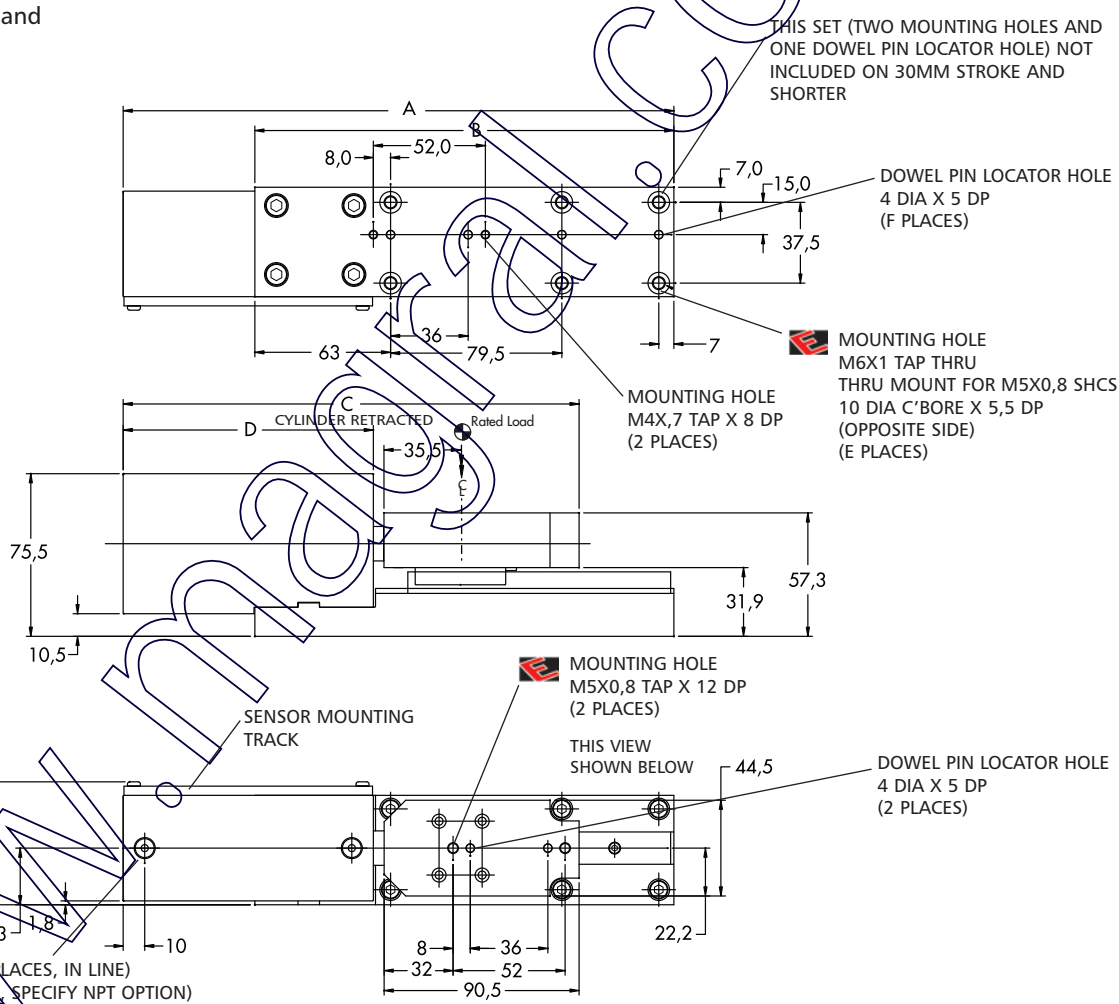 and
THIS SET (TWO MOUNTING HOLES AND
ONE DOWEL PIN LOCATOR HOLE) NOT
INCLUDED ON 30MM STROKE AND
SHORTER
A
B
52,0
8,0
7,0
15,0
37,5
DOWEL PIN LOCATOR HOLE
4 DIA X 5 DP
(F PLACES)
36
63
79,5
7
MOUNTING HOLE
M6X1 TAP THRU
THRU MOUNT FOR M5X0,8 SHCS
10 DIA C'BORE X 5,5 DP
(OPPOSITE SIDE)
(E PLACES)
MOUNTING HOLE
M4X,7 TAP X 8 DP
(2 PLACES)
C
CYLINDER RETRACTED
Rated Load
D
35,5
75,5
10,5
31,9
57,3
MOUNTING HOLE
M5X0,8 TAP X 12 DP
(2 PLACES)
SENSOR MOUNTING
TRACK
THIS VIEW
SHOWN BELOW
44,5
DOWEL PIN LOCATOR HOLE
4 DIA X 5 DP
(2 PLACES)
1,8
10
22,2
8
36
32
52
90,5
LACES, IN LINE)
, SPECIFY NPT OPTION)